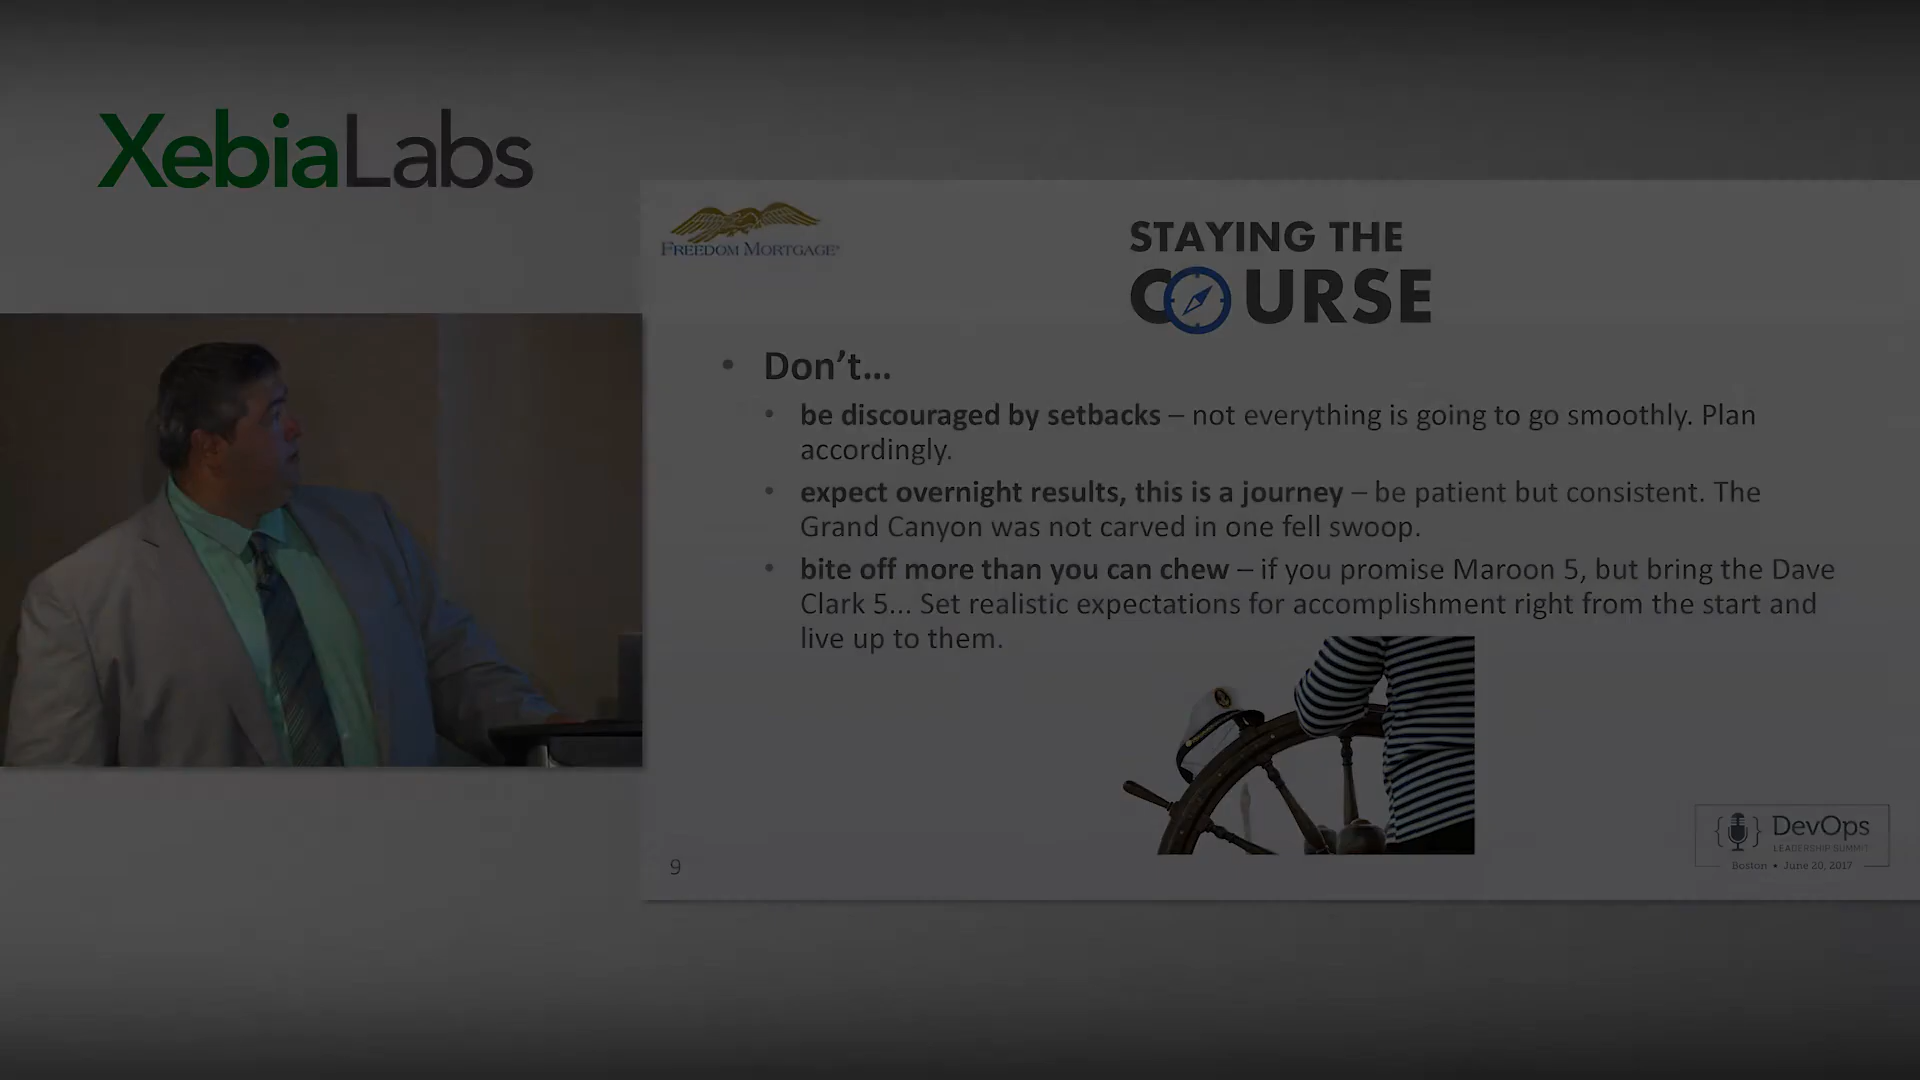 XebiaLabs
FREEDOM MORTGAGE®
STAYING THE
COURSE
• Don’t...
• be discouraged by setbacks – not everything is going to go smoothly. Plan
accordingly.
• expect overnight results, this is a journey – be patient but consistent. The
Grand Canyon was not carved in one fell swoop.
• bite off more than you can chew – if you promise Maroon 5, but bring the Dave
Clark 5... Set realistic expectations for accomplishment right from the start and
live up to them.
9
DevOps
LEADERSHIP SUMMIT
Boston • June 20, 2017